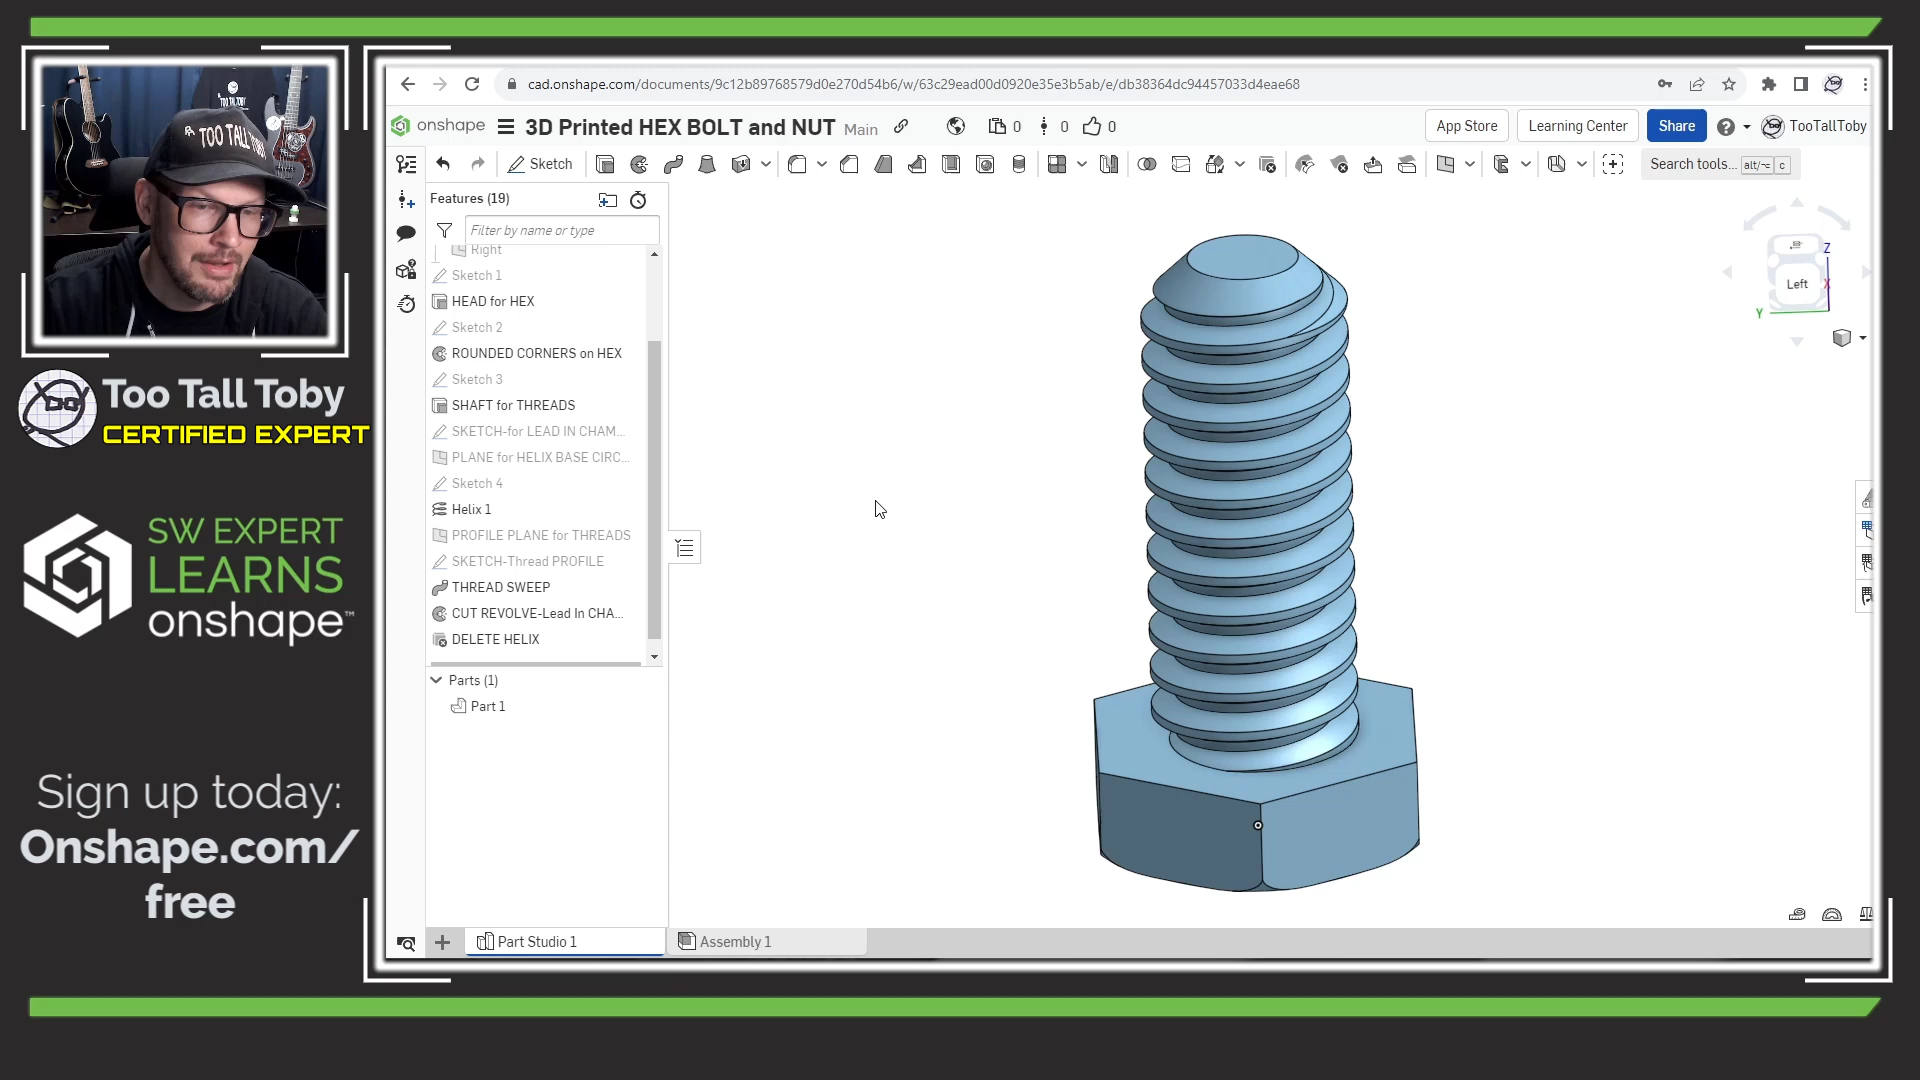 TOO TALL TOBY
Too Tall Toby
CERTIFIED EXPERT
SW EXPERT
LEARNS
onshape™
Sign up today:
Onshape.com/
free
cad.onshape.com/documents/9c12b89768579d0e270d54b6/w/63c29ead00d0920e35e3b5ab/e/db38364dc94457033d4eae68
onshape 3D Printed HEX BOLT and NUT Main 0 0 0 App Store Learning Center Share TooTallToby
Sketch Search tools... alt/⌥ c
Features (19)
Filter by name or type
Right
Sketch 1
HEAD for HEX
Sketch 2
ROUNDED CORNERS on HEX
Sketch 3
SHAFT for THREADS
SKETCH-for LEAD IN CHAM...
PLANE for HELIX BASE CIRC...
Sketch 4
Helix 1
PROFILE PLANE for THREADS
SKETCH-Thread PROFILE
THREAD SWEEP
CUT REVOLVE-Lead In CHA...
DELETE HELIX
Parts (1)
Part 1
Z
Left X
Y
Part Studio 1 Assembly 1